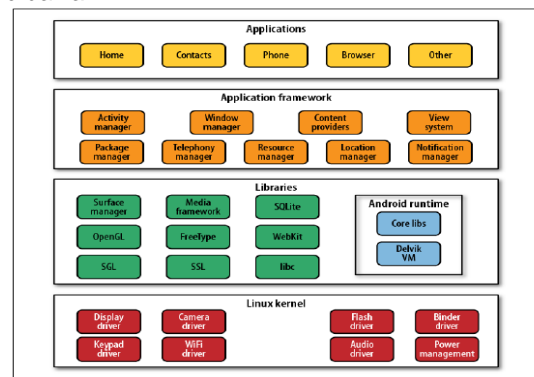 Applications
Home Contacts Phone Browser Other
Application framework
Activity manager Window manager Content providers View system
Package manager Telephony manager Resource manager Location manager Notification manager
Libraries
Surface manager Media framework SQLite
OpenGL FreeType WebKit
SGL SSL libc
Android runtime
Core libs
Delvik VM
Linux kernel
Display driver Camera driver Flash driver Binder driver
Keypad driver WiFi driver Audio driver Power management